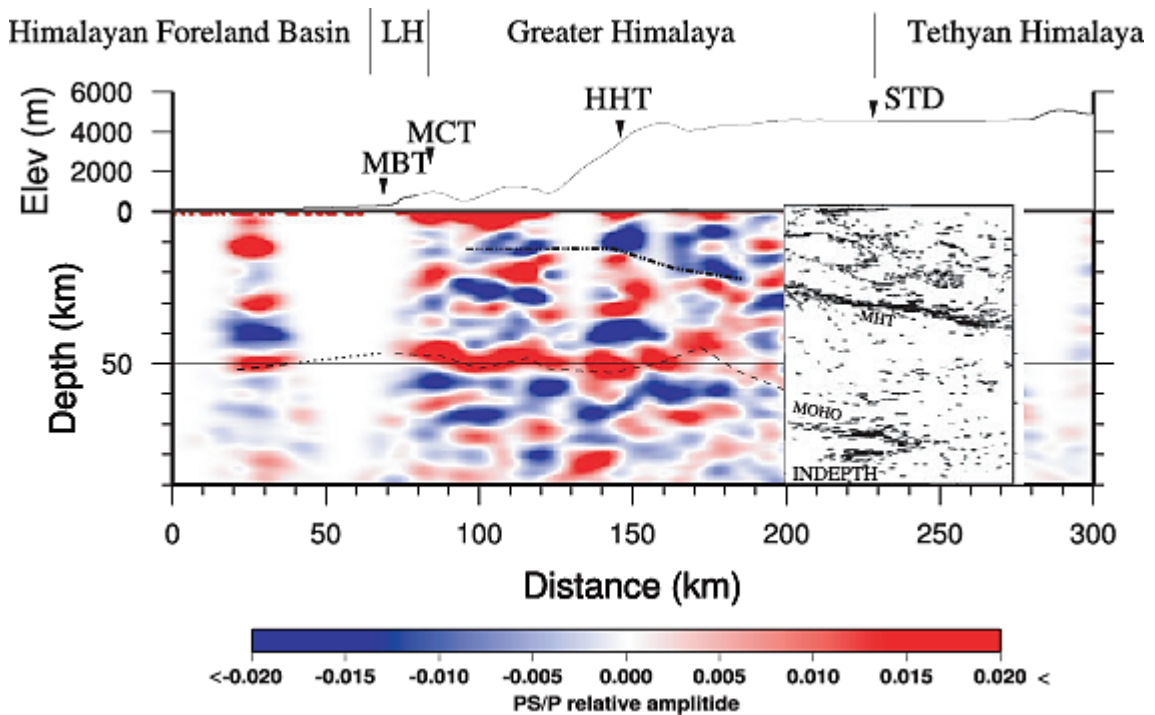 Himalayan Foreland Basin LH Greater Himalaya Tethyan Himalaya
6000
4000
2000
0
Elev (m)
MBT
MCT
HHT
STD
50
Depth (km)
MHT
MOHO
INDEPTH
0 50 100 150 200 250 300
Distance (km)
<-0.020 -0.015 -0.010 -0.005 0.000 0.005 0.010 0.015 0.020 <
PS/P relative amplitide